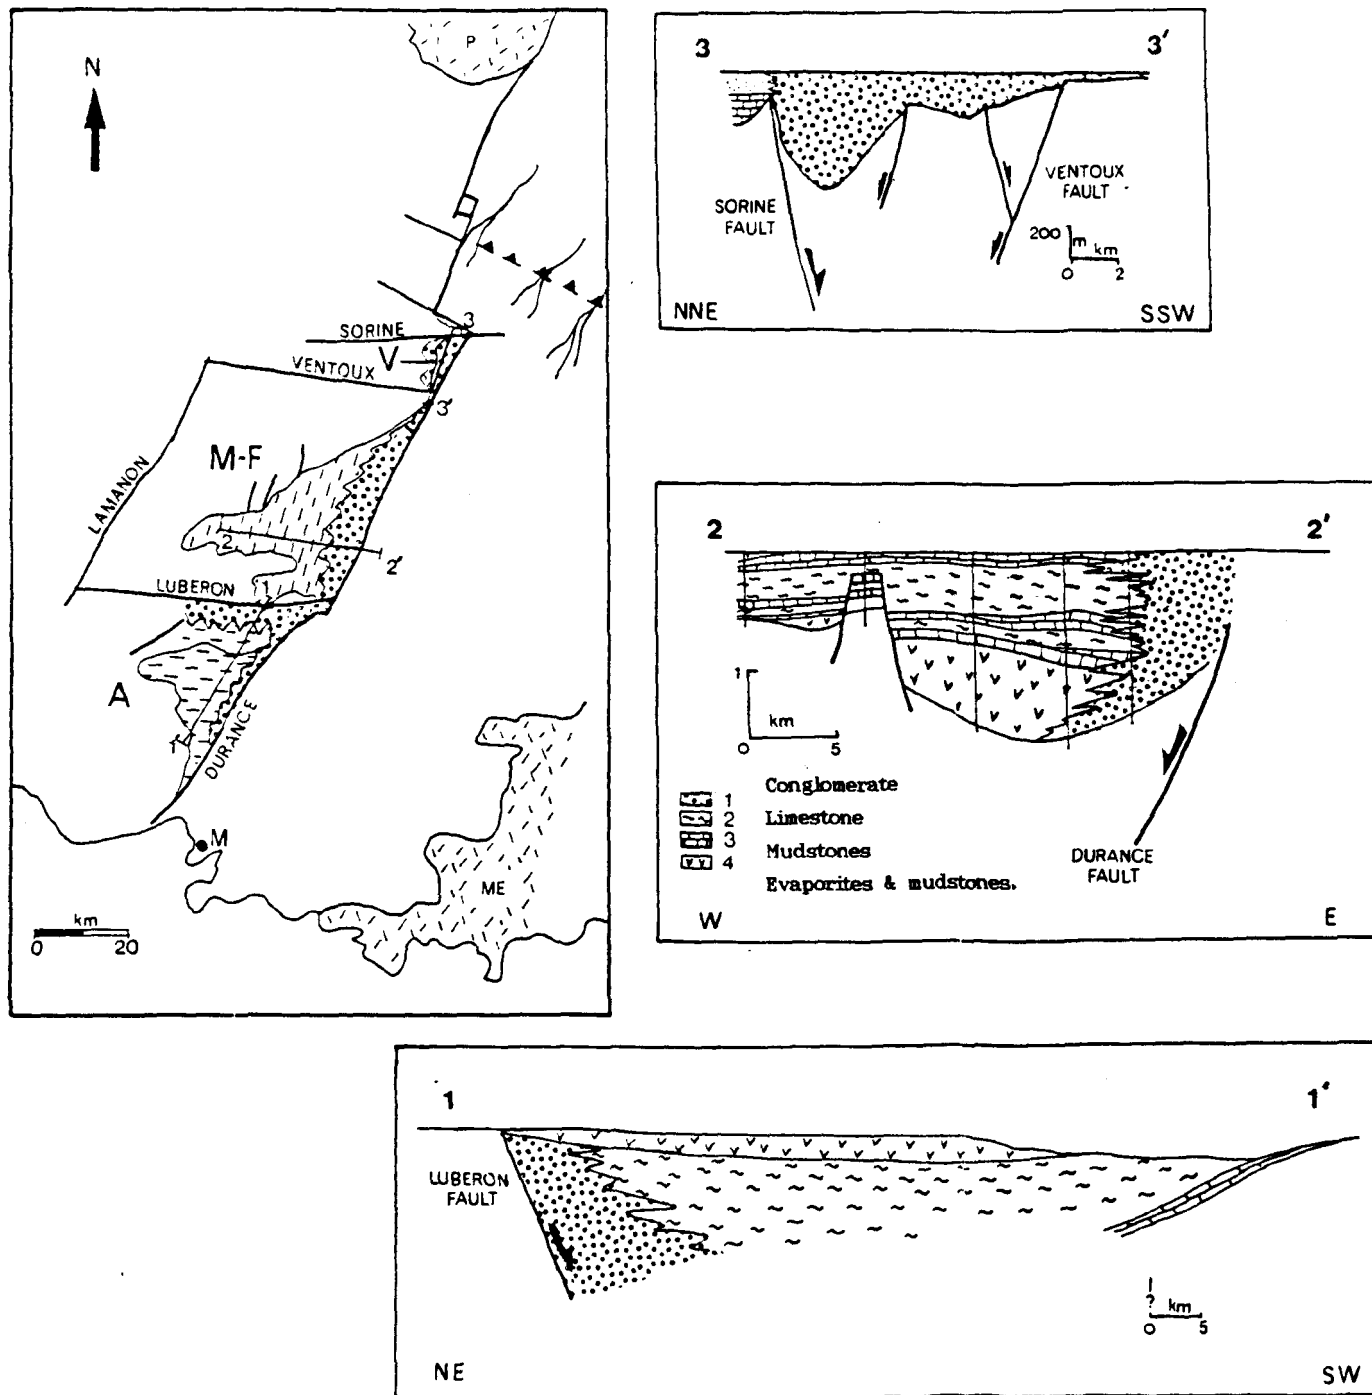 N
P
3
SORINE
V
VENTOUX
3'
M-F
LAMANON
2
2'
LUBERON
1
A
1'
DURANCE
M
ME
km
0 20
3 3'
SORINE
FAULT
VENTOUX
FAULT
200 m km
0 2
NNE SSW
2 2'
1
km
0 5
Conglomerate
1
2 Limestone
3 Mudstones
4
Evaporites & mudstones.
DURANCE
FAULT
W E
1 1'
LUBERON
FAULT
1
?
km
0 5
NE SW